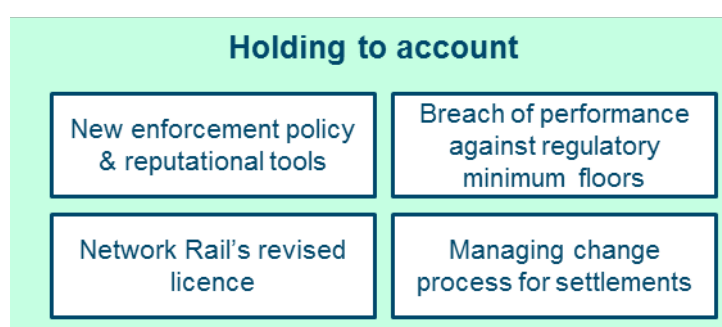 Holding to account
New enforcement policy
& reputational tools
Breach of performance
against regulatory
minimum floors
Network Rail's revised
licence
Managing change
process for settlements